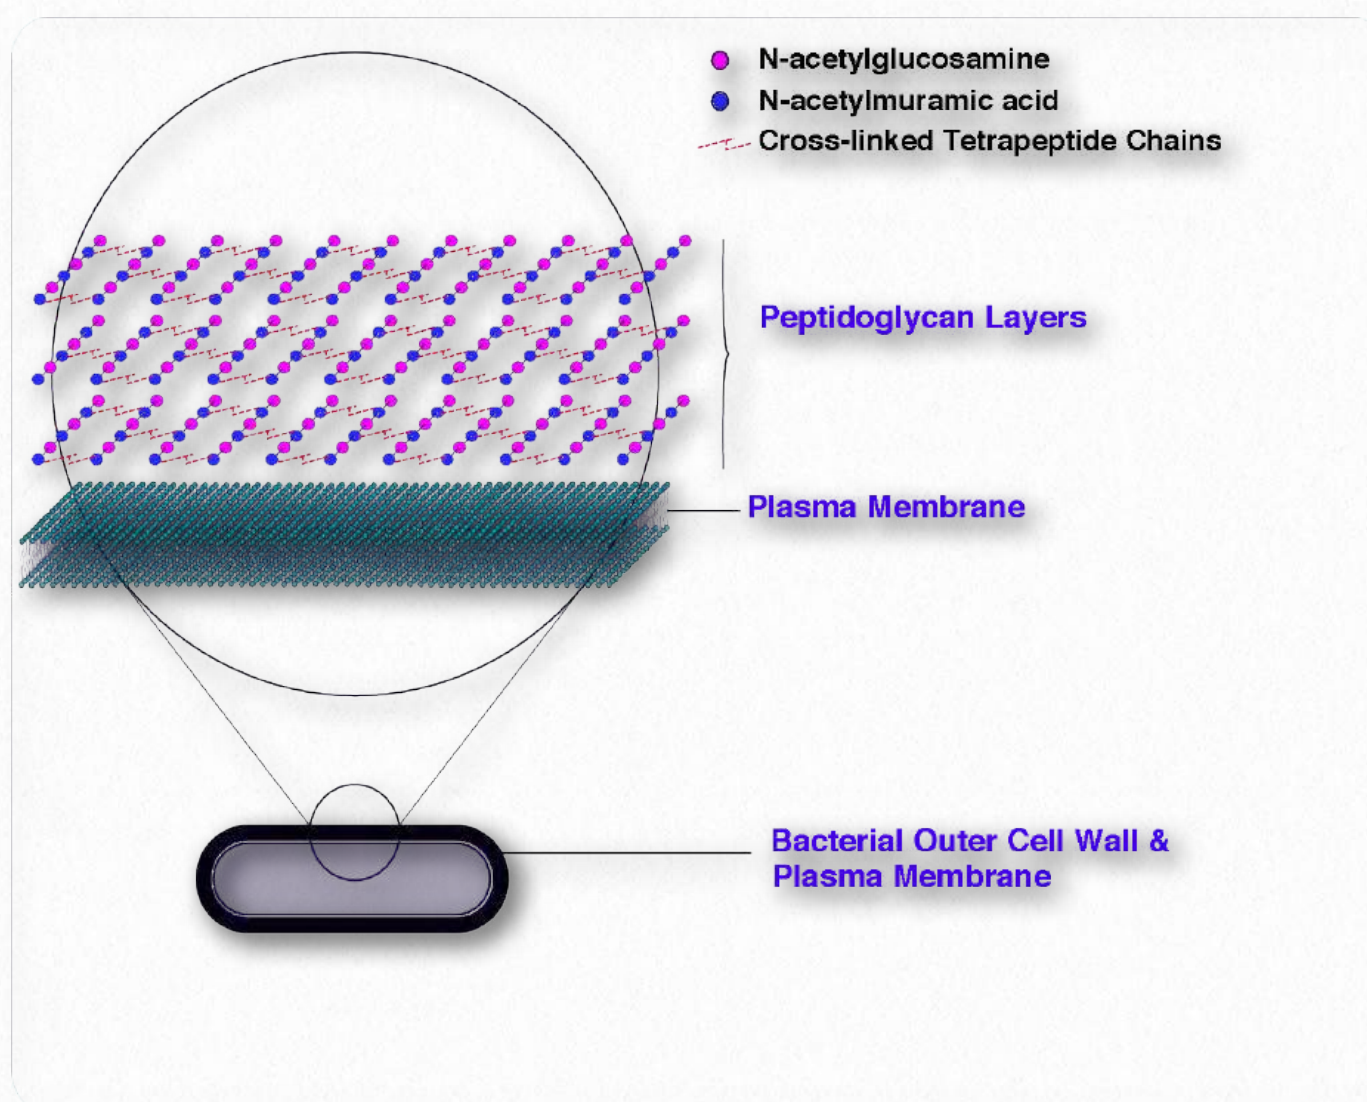 N-acetylglucosamine
N-acetylmuramic acid
Cross-linked Tetrapeptide Chains
Peptidoglycan Layers
Plasma Membrane
Bacterial Outer Cell Wall &
Plasma Membrane